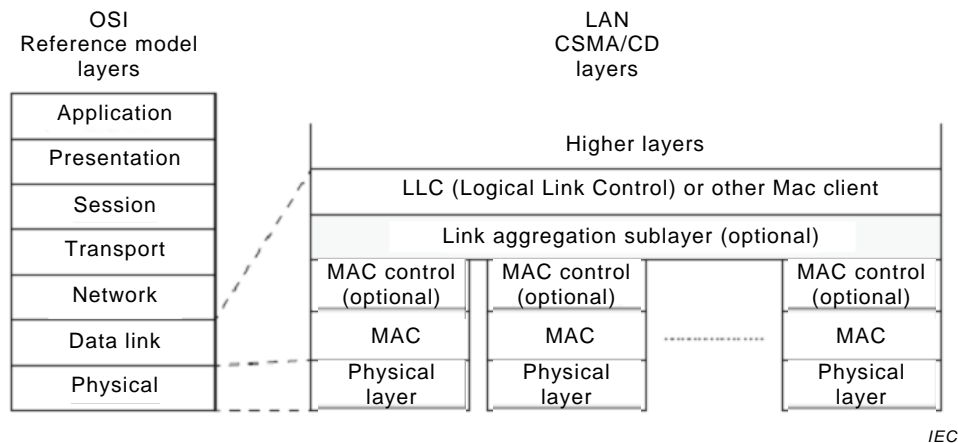 OSI
Reference model
layers
LAN
CSMA/CD
layers
Application
Presentation
Session
Transport
Network
Data link
Physical
Higher layers
LLC (Logical Link Control) or other Mac client
Link aggregation sublayer (optional)
MAC control
(optional)
MAC control
(optional)
MAC control
(optional)
MAC
MAC
MAC
Physical
layer
Physical
layer
Physical
layer
IEC